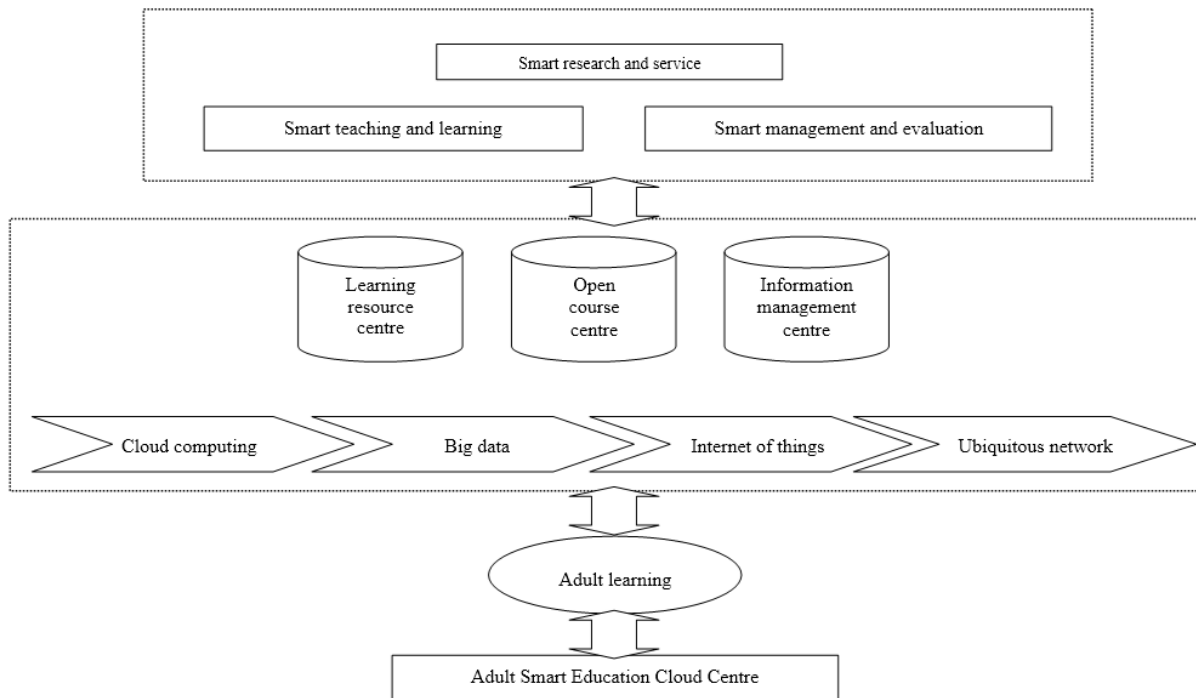 Smart research and service
Smart teaching and learning
Smart management and evaluation
Learning
resource
centre
Open
course
centre
Information
management
centre
Cloud computing
Big data
Internet of things
Ubiquitous network
Adult learning
Adult Smart Education Cloud Centre